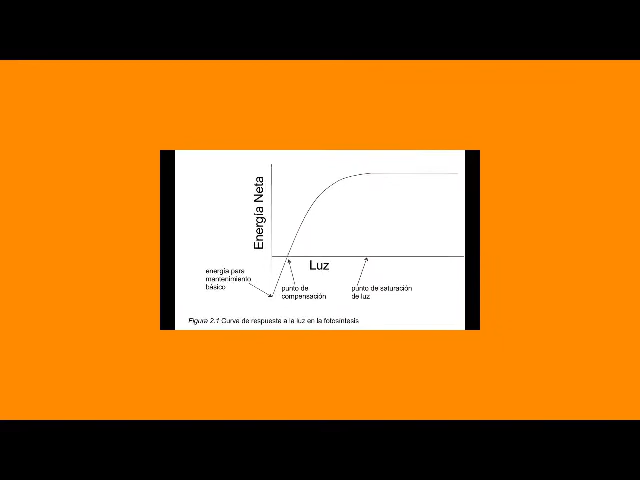 Energía Neta
Luz
energía para
mantenimiento
básico
punto de
compensación
punto de saturación
de luz
Figura 2.1 Curva de respuesta a la luz en la fotosíntesis